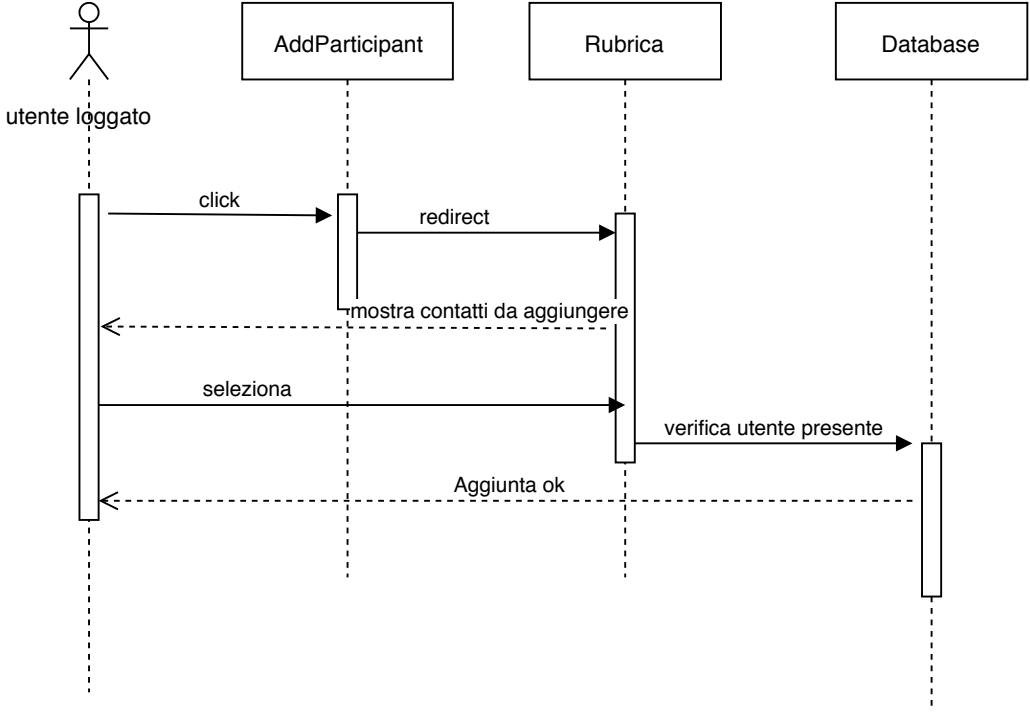 AddParticipant
Rubrica
Database
utente loggato
click
redirect
mostra contatti da aggiungere
seleziona
verifica utente presente
Aggiunta ok